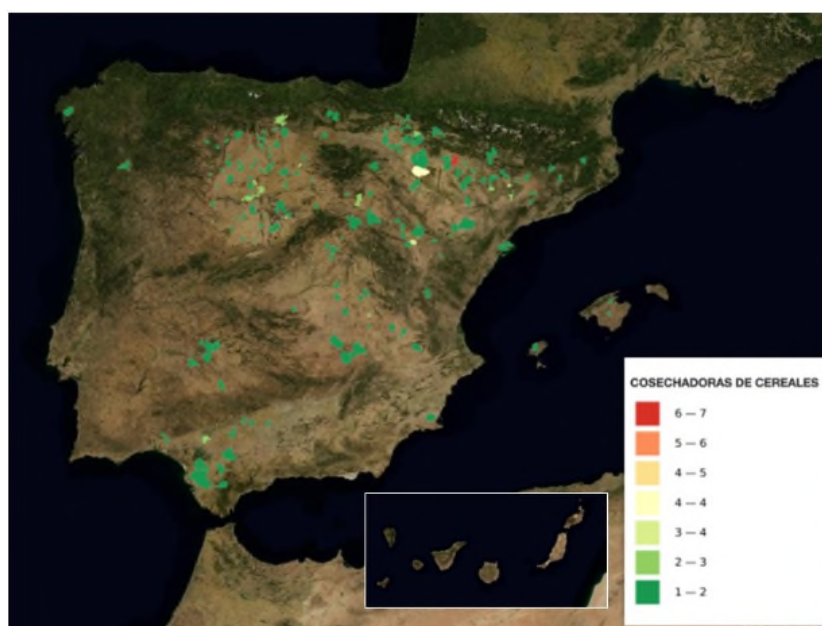 COSECHADORAS DE CEREALES
6 — 7
5 — 6
4 — 5
4 — 4
3 — 4
2 — 3
1 — 2